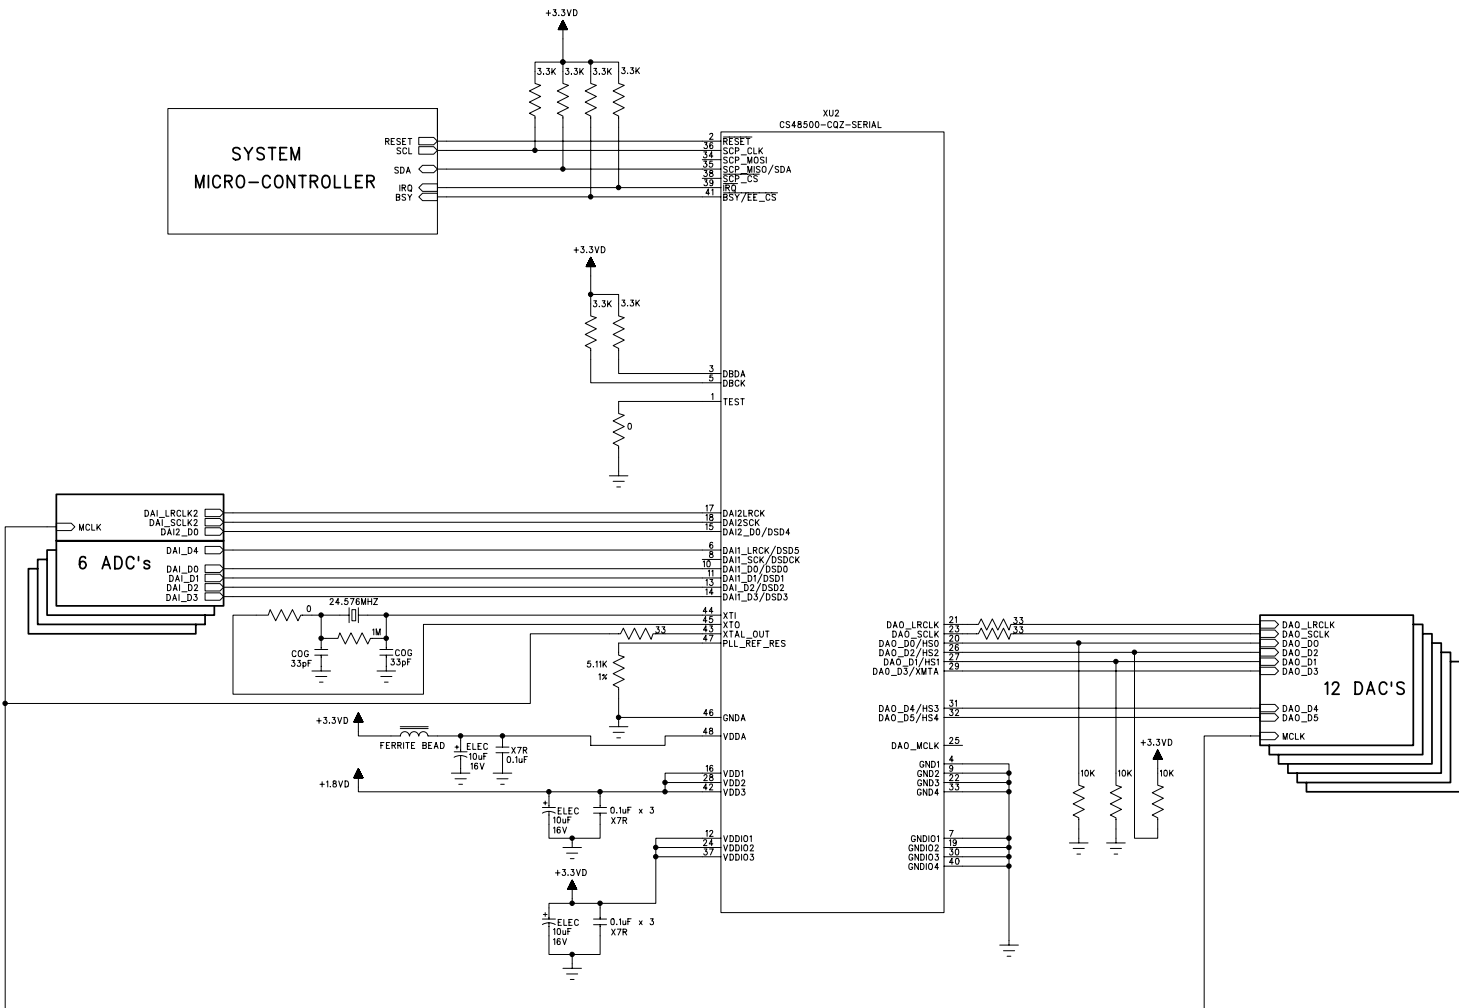 +3.3VD
3.3K 3.3K 3.3K 3.3K
XU2
CS48500-CQZ-SERIAL
SYSTEM
MICRO-CONTROLLER
RESET
SCL
SDA
IRQ
BSY
2 RESET
36 SCP_CLK
34 SCP_MOSI
35 SCP_MISO/SDA
38 SCP_CS
39 IRQ
41 BSY/EE_CS
+3.3VD
3.3K 3.3K
3 DBDA
5 DBCK
1 TEST
0
DAI_LRCLK2
DAI_SCLK2
DAI2_D0
MCLK
6 ADC's
DAI_D4
DAI_D0
DAI_D1
DAI_D2
DAI_D3
17 DAI2LRCK
18 DAI2SCK
15 DAI2_D0/DSD4
6 DAI1_LRCK/DSD5
8 DAI1_SCK/DSDCK
10 DAI1_D0/DSD0
11 DAI1_D1/DSD1
13 DAI_D2/DSD2
14 DAI1_D3/DSD3
24.576MHZ
0
1M
COG
33pF
COG
33pF
44 XTI
45 XTO
43 XTAL_OUT
47 PLL_REF_RES
33
5.11K
1%
46 GNDA
48 VDDA
+3.3VD
FERRITE BEAD
ELEC
10uF
16V
X7R
0.1uF
+1.8VD
16 VDD1
28 VDD2
42 VDD3
+ELEC
10uF
16V
0.1uF x 3
X7R
12 VDDIO1
24 VDDIO2
37 VDDIO3
+3.3VD
+ELEC
10uF
16V
0.1uF x 3
X7R
DAO_LRCLK 21
DAO_SCLK 23
DAO_D0/HS0 20
DAO_D2/HS2 26
DAO_D1/HS1 27
DAO_D3/XMTA 29
DAO_D4/HS3 31
DAO_D5/HS4 32
DAO_MCLK 25
GND1 4
GND2 9
GND3 22
GND4 33
GNDIO1 7
GNDIO2 19
GNDIO3 30
GNDIO4 40
33
33
10K 10K 10K
+3.3VD
DAO_LRCLK
DAO_SCLK
DAO_D0
DAO_D2
DAO_D1
DAO_D3
12 DAC'S
DAO_D4
DAO_D5
MCLK